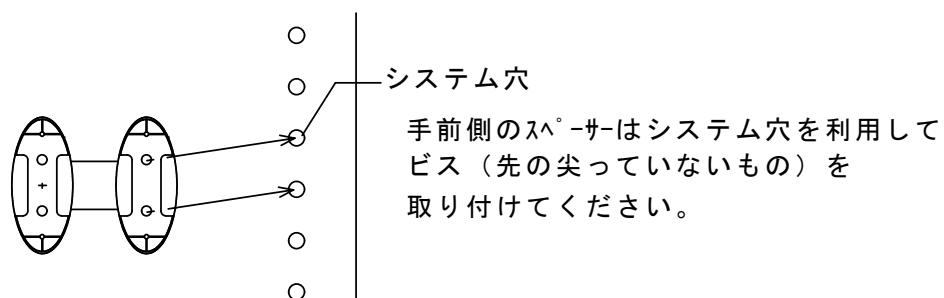 システム穴
手前側のｽﾍﾟｰｻｰはシステム穴を利用して
ビス（先の尖っていないもの）を
取り付けてください。